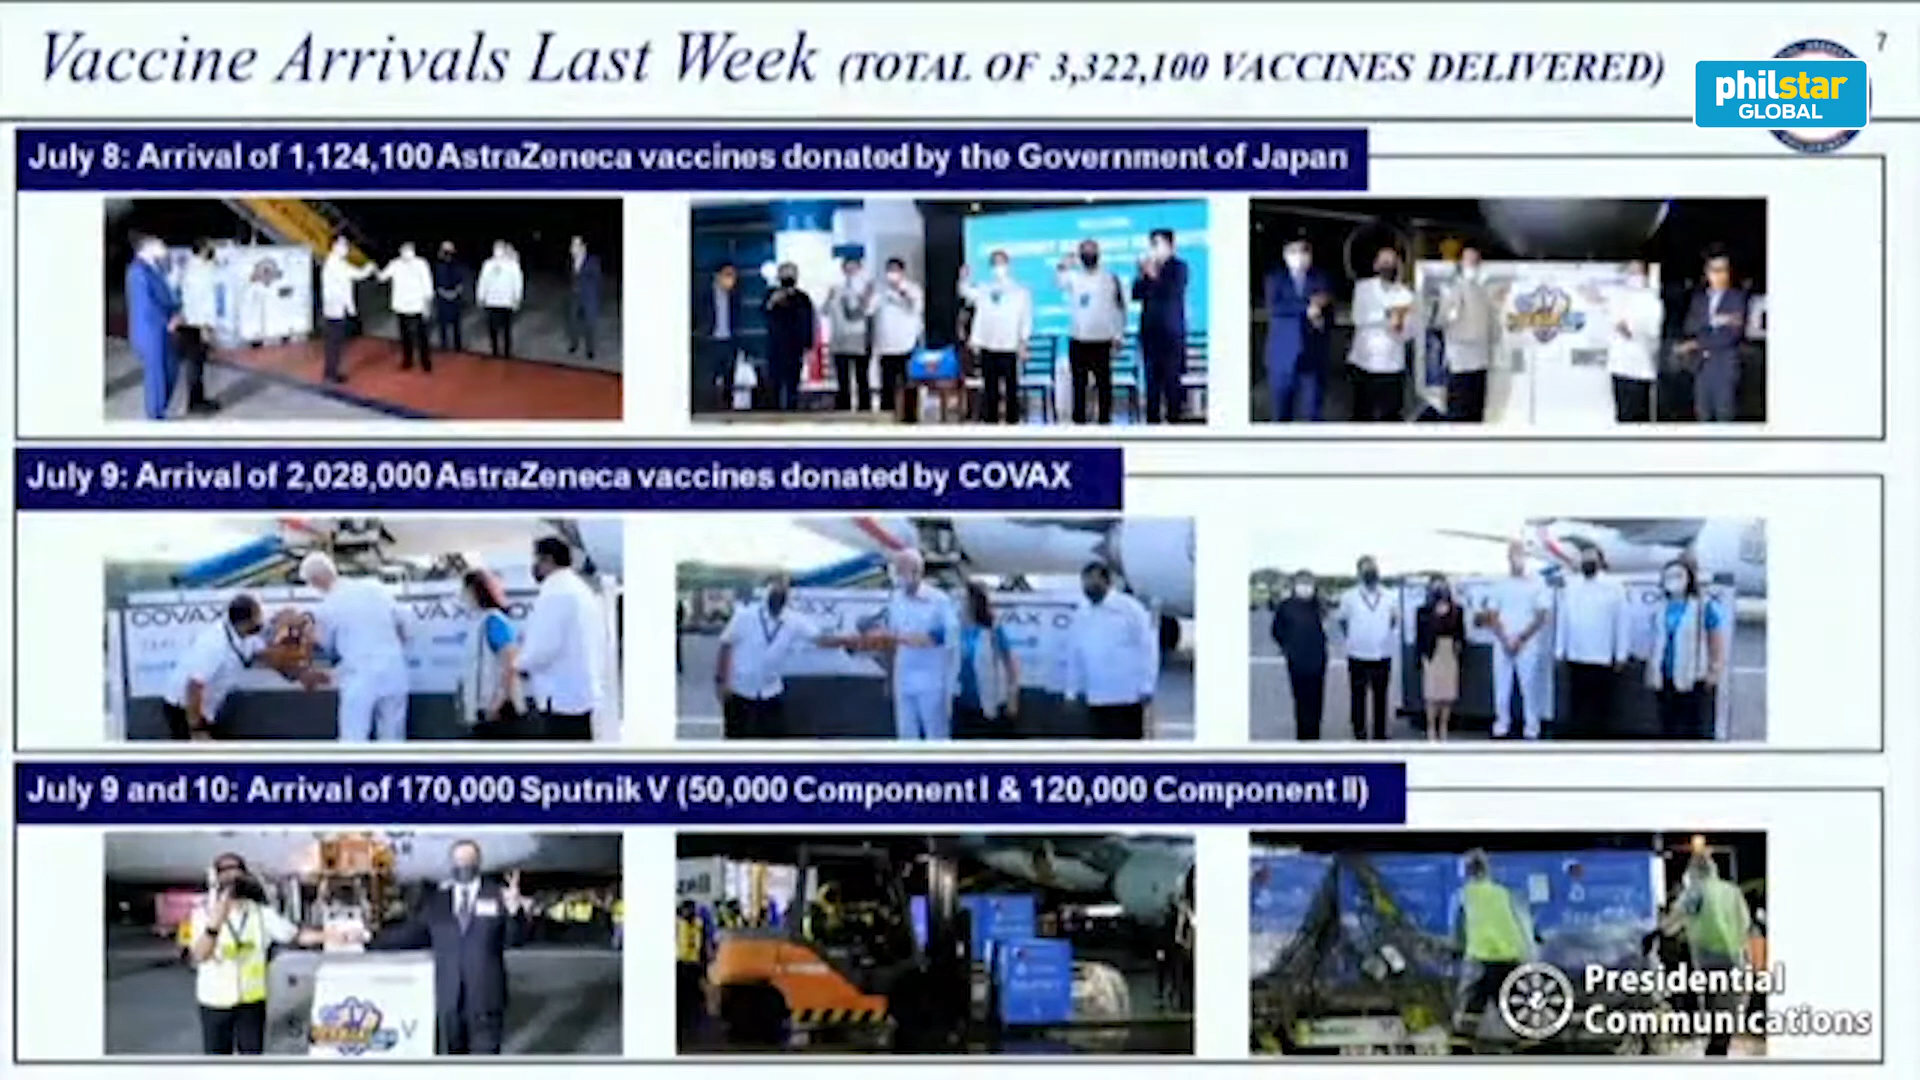 Vaccine Arrivals Last Week (TOTAL OF 3,322,100 VACCINES DELIVERED)
7
philstar
GLOBAL
July 8: Arrival of 1,124,100 AstraZeneca vaccines donated by the Government of Japan
July 9: Arrival of 2,028,000 AstraZeneca vaccines donated by COVAX
COVAX
July 9 and 10: Arrival of 170,000 Sputnik V (50,000 Component I & 120,000 Component II)
Presidential
Communications